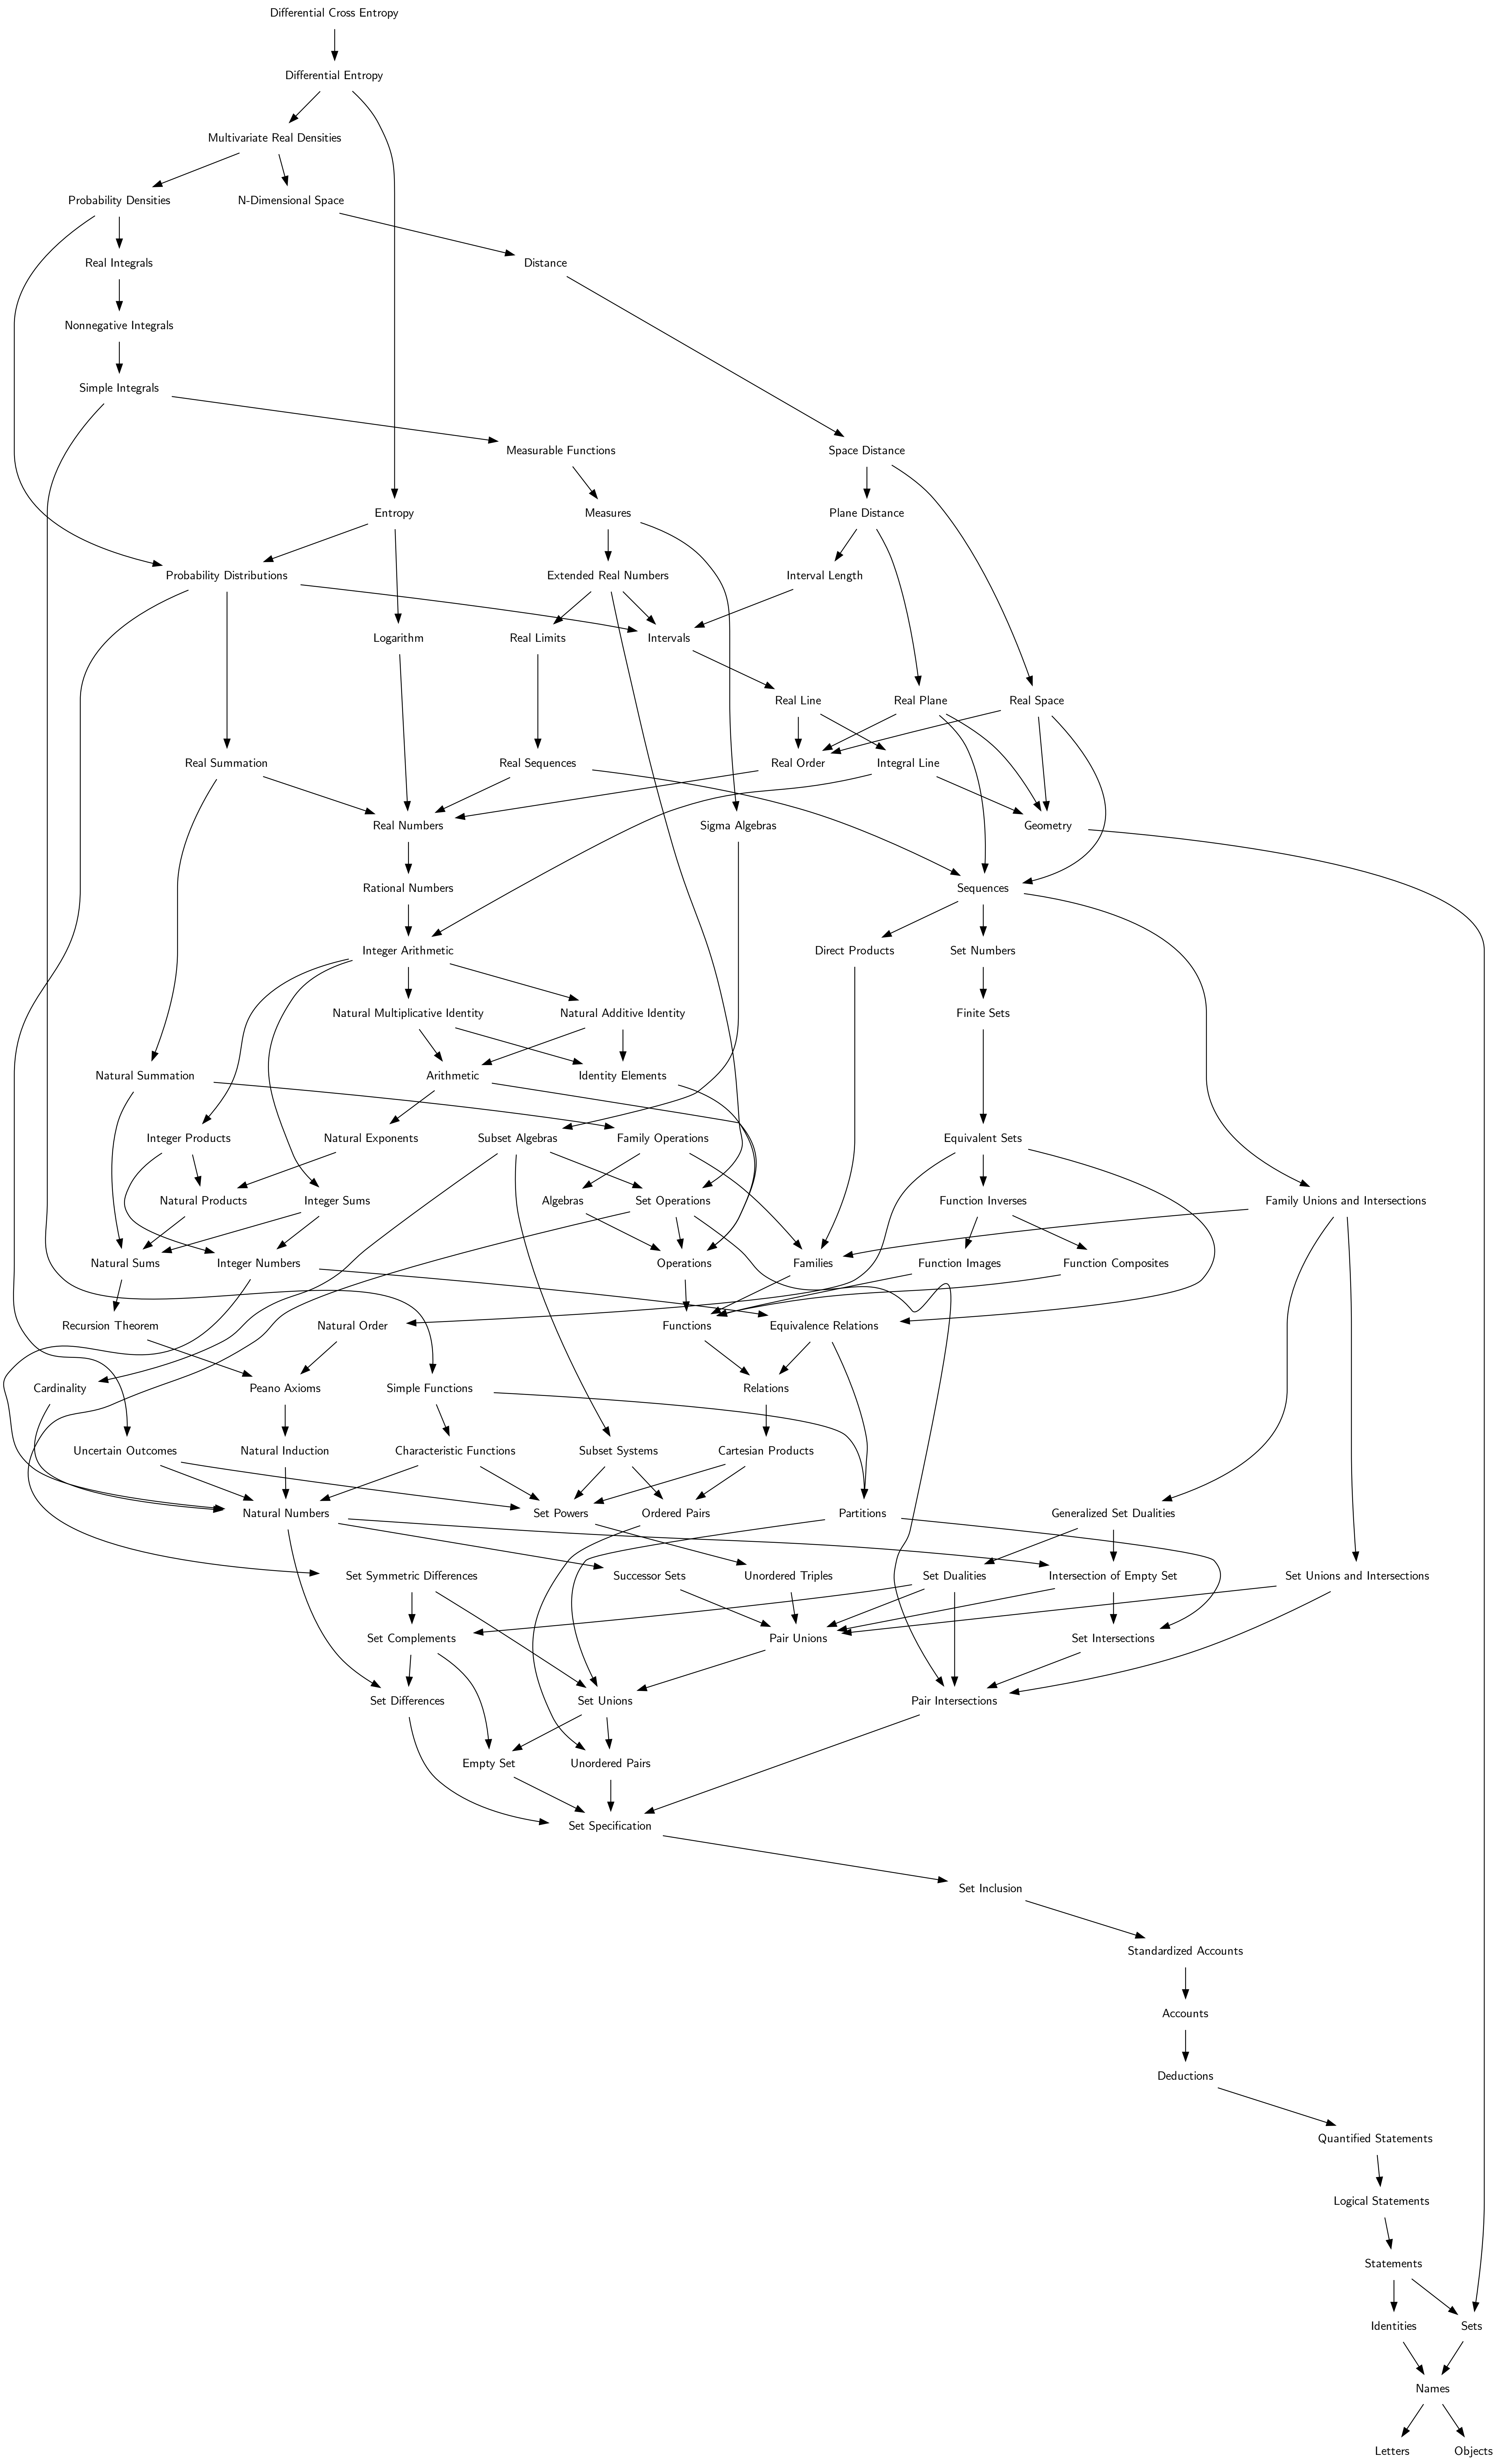 Differential Cross Entropy
Differential Entropy
Multivariate Real Densities
Probability Densities
N-Dimensional Space
Real Integrals
Distance
Nonnegative Integrals
Simple Integrals
Measurable Functions
Space Distance
Entropy
Measures
Plane Distance
Probability Distributions
Extended Real Numbers
Interval Length
Logarithm
Real Limits
Intervals
Real Line
Real Plane
Real Space
Real Summation
Real Sequences
Real Order
Integral Line
Real Numbers
Sigma Algebras
Geometry
Rational Numbers
Sequences
Integer Arithmetic
Direct Products
Set Numbers
Natural Multiplicative Identity
Natural Additive Identity
Finite Sets
Natural Summation
Arithmetic
Identity Elements
Integer Products
Natural Exponents
Subset Algebras
Family Operations
Equivalent Sets
Natural Products
Integer Sums
Algebras
Set Operations
Function Inverses
Family Unions and Intersections
Natural Sums
Integer Numbers
Operations
Families
Function Images
Function Composites
Recursion Theorem
Natural Order
Functions
Equivalence Relations
Cardinality
Peano Axioms
Simple Functions
Relations
Uncertain Outcomes
Natural Induction
Characteristic Functions
Subset Systems
Cartesian Products
Natural Numbers
Set Powers
Ordered Pairs
Partitions
Generalized Set Dualities
Set Symmetric Differences
Successor Sets
Unordered Triples
Set Dualities
Intersection of Empty Set
Set Unions and Intersections
Set Complements
Pair Unions
Set Intersections
Set Differences
Set Unions
Pair Intersections
Empty Set
Unordered Pairs
Set Specification
Set Inclusion
Standardized Accounts
Accounts
Deductions
Quantified Statements
Logical Statements
Statements
Identities
Sets
Names
Letters
Objects